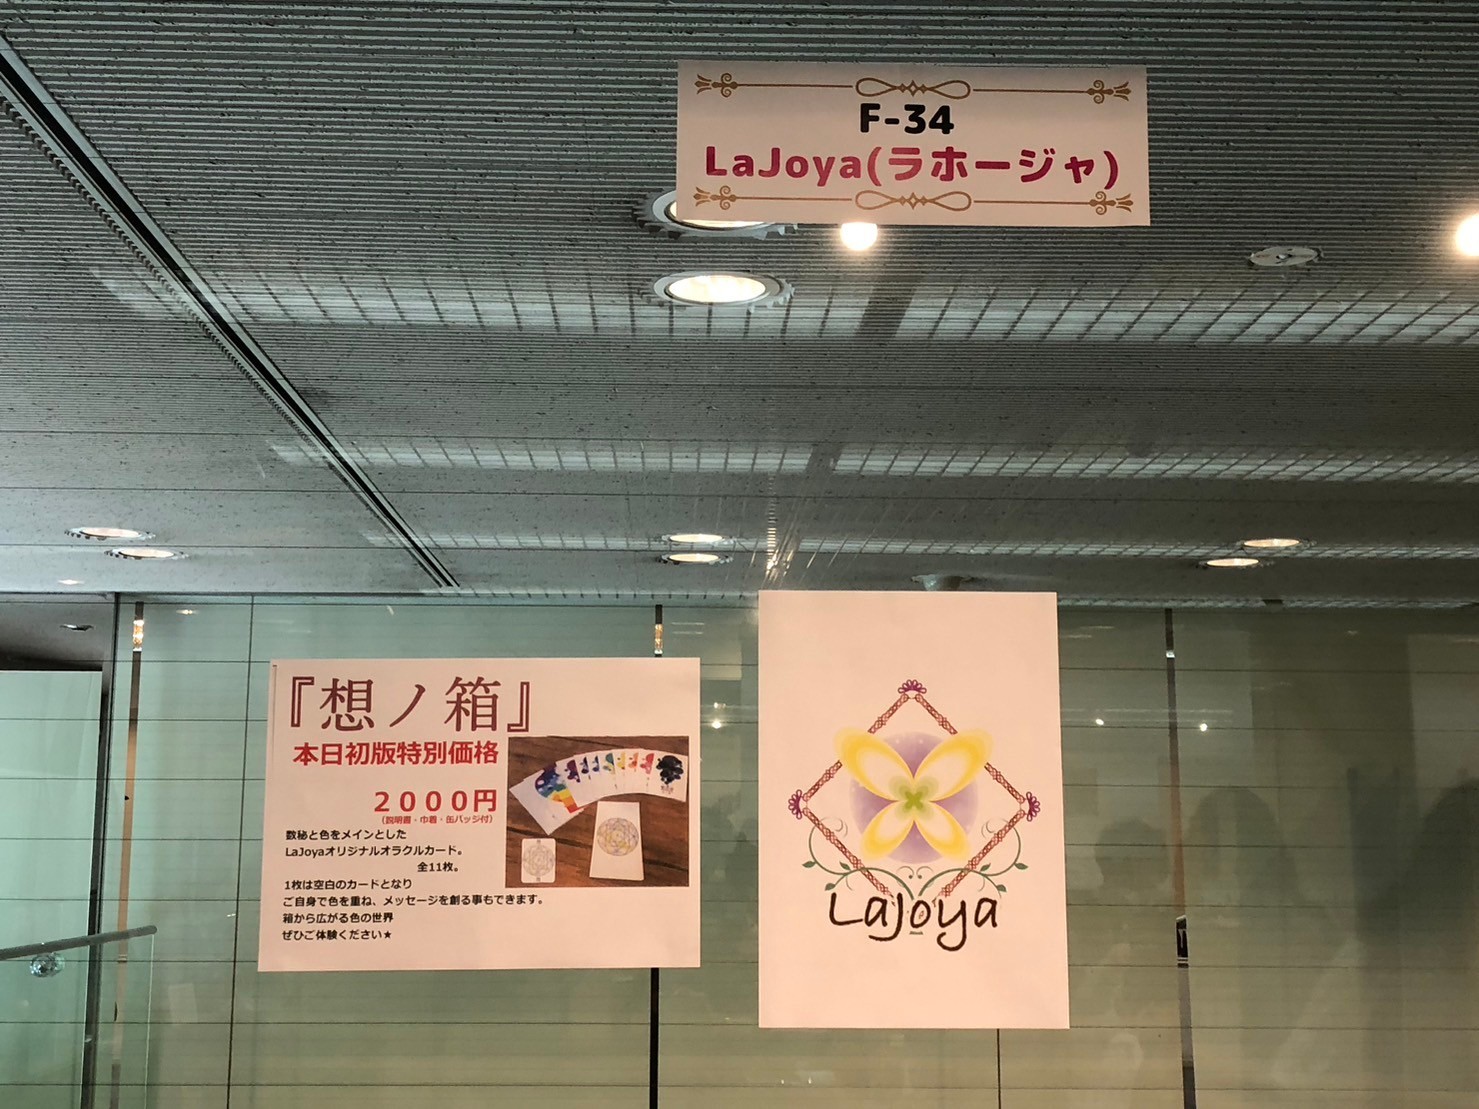 F-34
LaJoya(ラホージャ)
『想ノ箱』
本日初版特別価格
2000円
(説明書・巾着・缶バッジ付)
数秘と色をメインとした
LaJoyaオリジナルオラクルカード。
全11枚。
1枚は空白のカードとなり
ご自身で色を重ね、メッセージを創る事もできます。
箱から広がる色の世界
ぜひご体験ください★
LaJoya